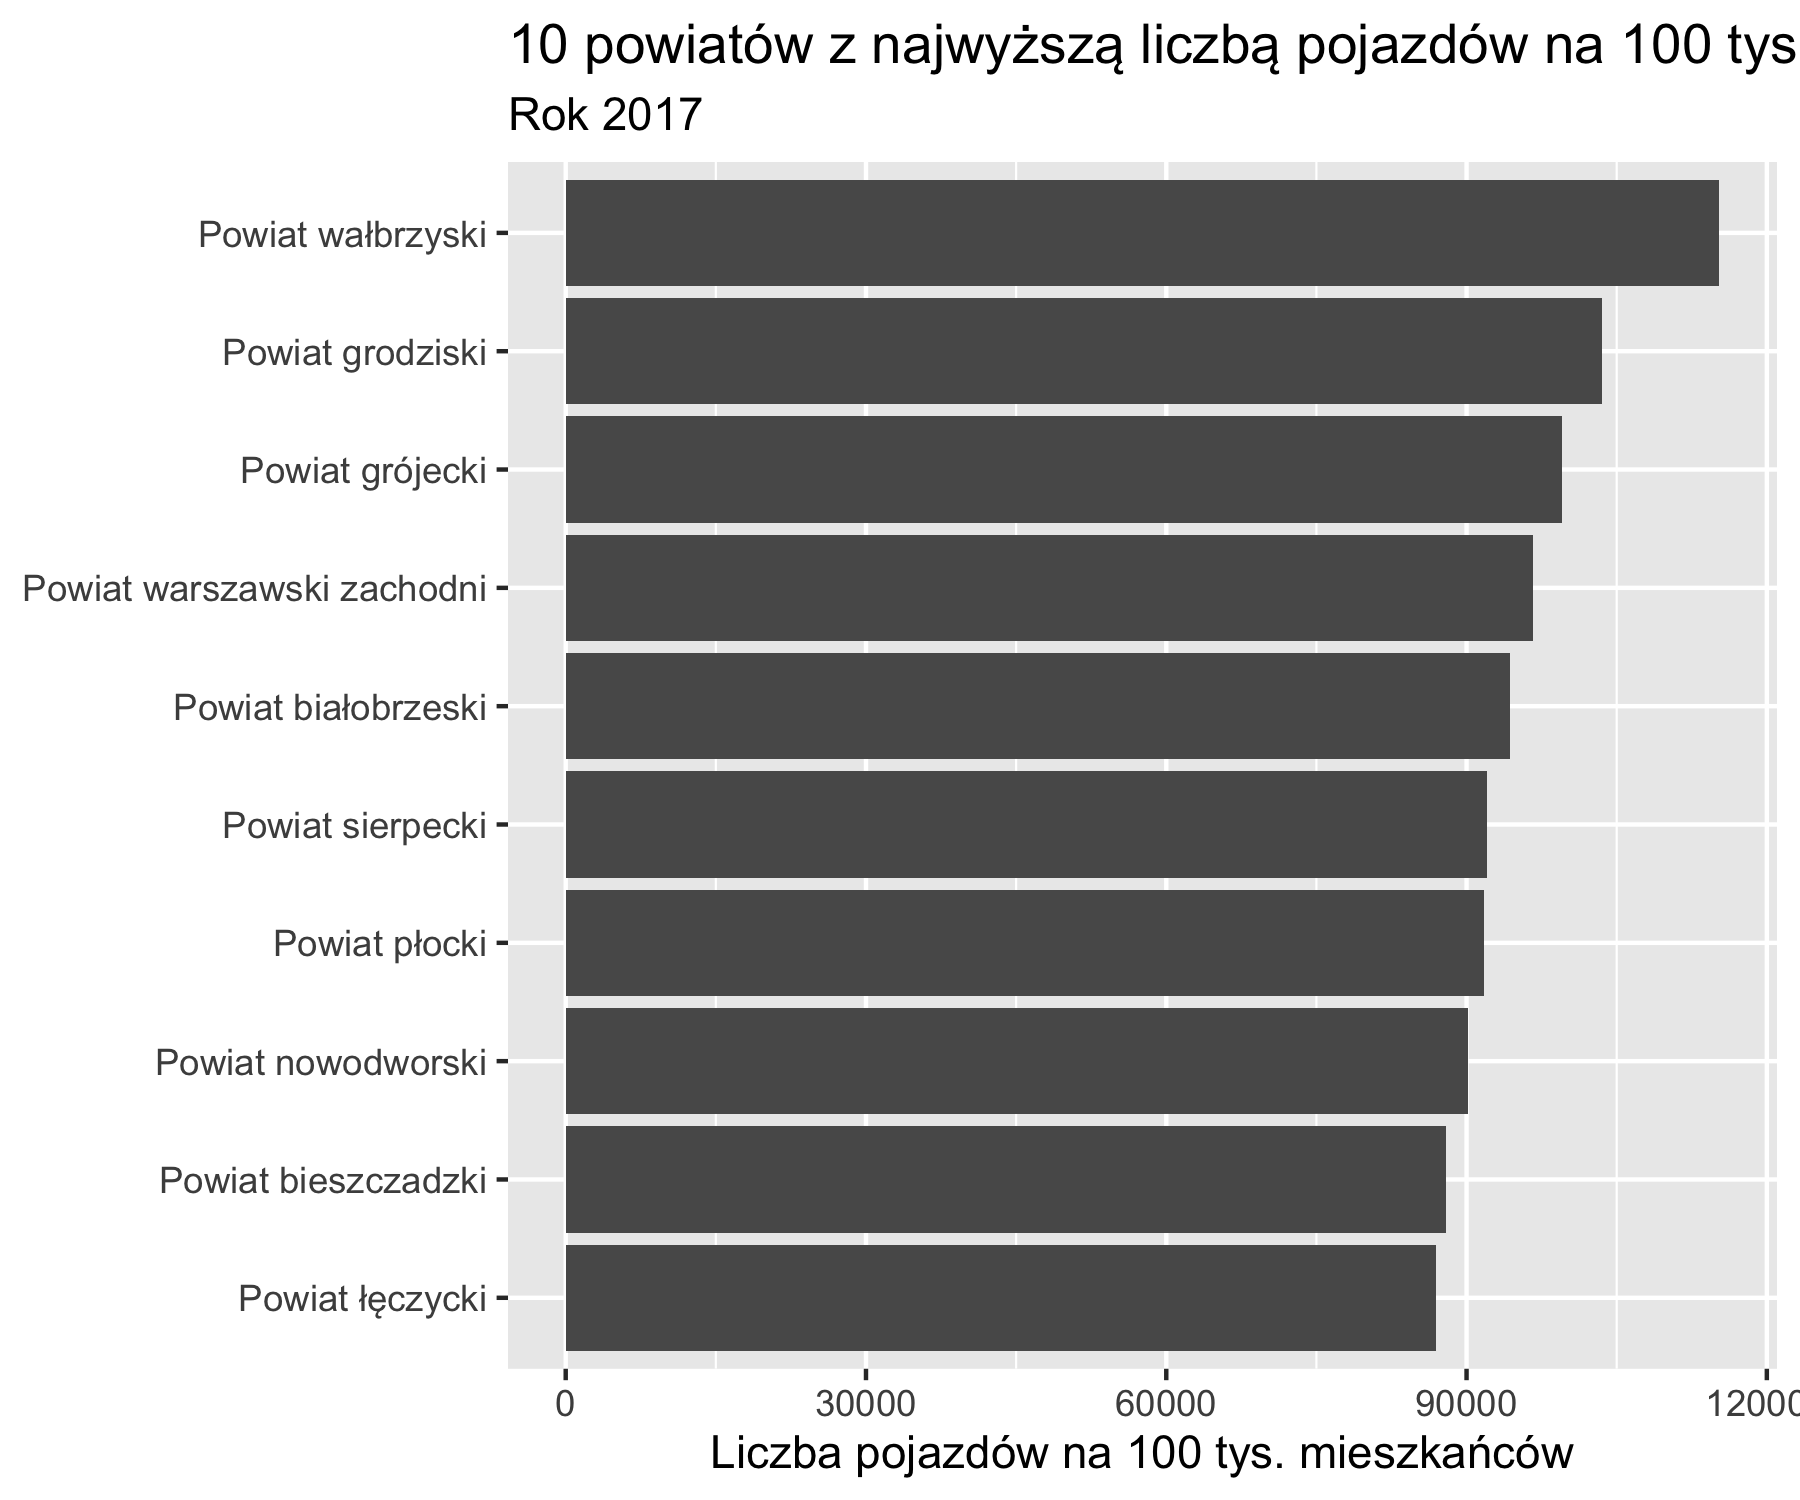 10 powiatów z najwyższą liczbą pojazdów na 100 tys
Rok 2017
Powiat wałbrzyski
Powiat grodziski
Powiat grójecki
Powiat warszawski zachodni
Powiat białobrzeski
Powiat sierpecki
Powiat płocki
Powiat nowodworski
Powiat bieszczadzki
Powiat łęczycki
0 30000 60000 90000 12000
Liczba pojazdów na 100 tys. mieszkańców